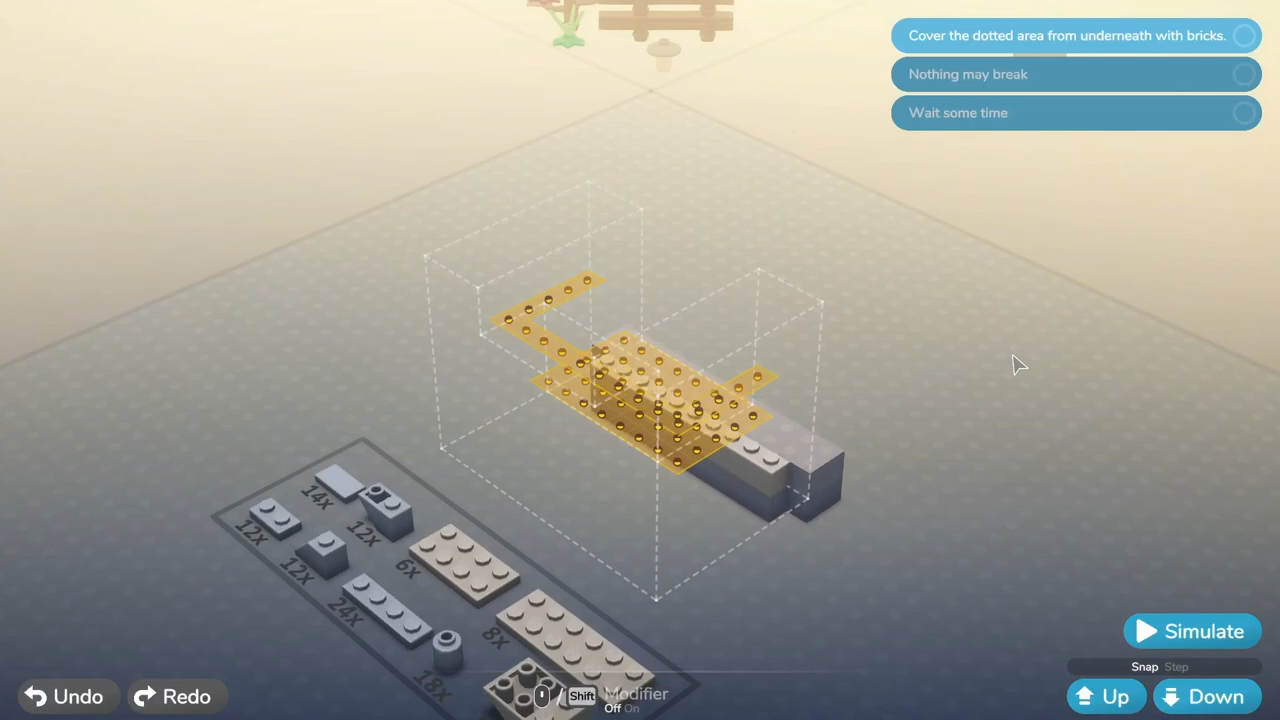 Cover the dotted area from underneath with bricks.
Nothing may break
Wait some time
14x
12x
12x
12x
6x
24x
8x
18x
Simulate
Snap Step
Undo
Redo
/ Shift Modifier
Off On
Up
Down